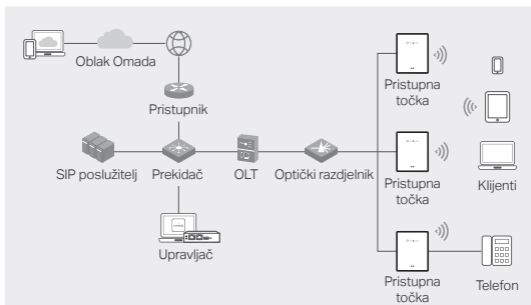 Oblak Omada
Pristupnik
Pristupna
točka
SIP poslužitelj
Prekidač
OLT
Optički razdjelnik
Pristupna
točka
Klijenti
Upravljač
Pristupna
točka
Telefon